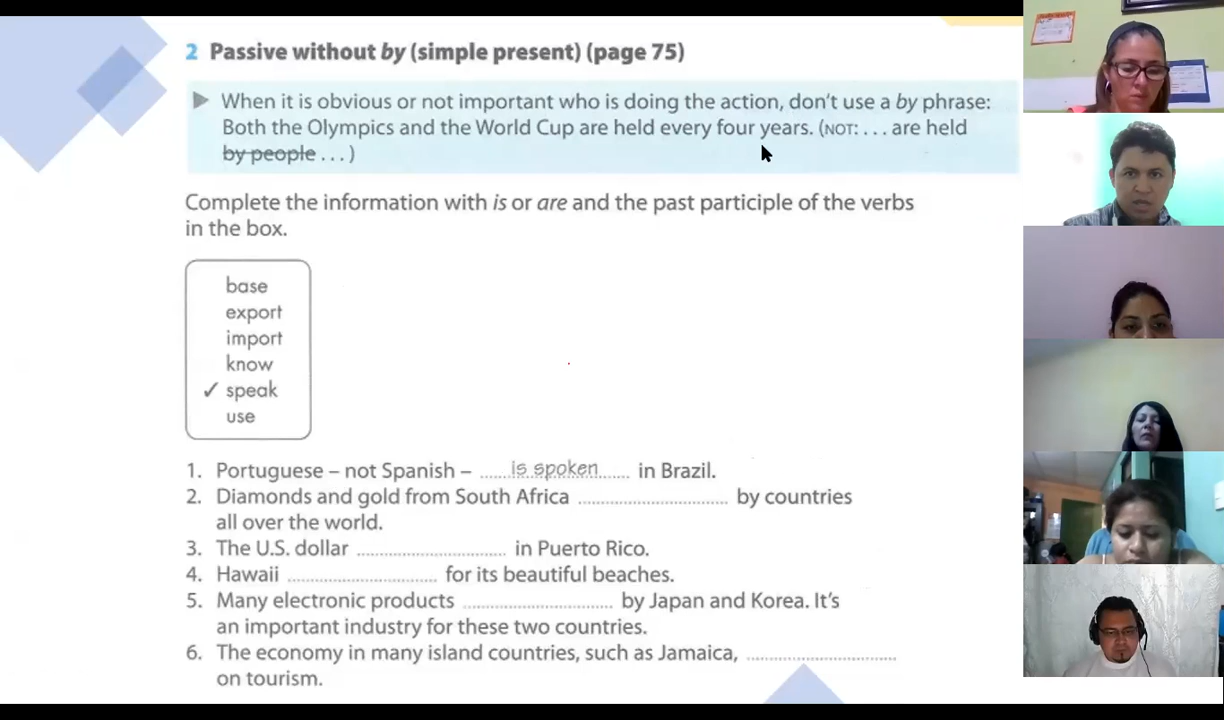 2 Passive without by (simple present) (page 75)
▶ When it is obvious or not important who is doing the action, don't use a by phrase:
Both the Olympics and the World Cup are held every four years. (NOT: . . . are held
by people . . . )
Complete the information with is or are and the past participle of the verbs
in the box.
base
export
import
know
✓ speak
use
1. Portuguese – not Spanish – ......is spoken...... in Brazil.
2. Diamonds and gold from South Africa .............................. by countries
all over the world.
3. The U.S. dollar .............................. in Puerto Rico.
4. Hawaii .............................. for its beautiful beaches.
5. Many electronic products .............................. by Japan and Korea. It's
an important industry for these two countries.
6. The economy in many island countries, such as Jamaica, ..............................
on tourism.